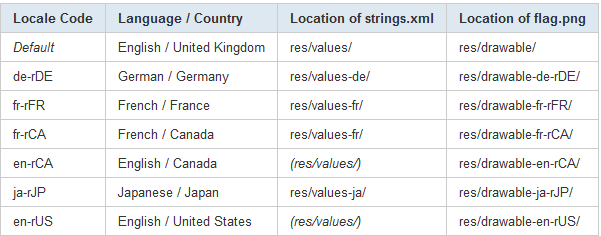 Locale Code Language / Country Location of strings.xml Location of flag.png
Default English / United Kingdom res/values/ res/drawable/
de-rDE German / Germany res/values-de/ res/drawable-de-rDE/
fr-rFR French / France res/values-fr/ res/drawable-fr-rFR/
fr-rCA French / Canada res/values-fr/ res/drawable-fr-rCA/
en-rCA English / Canada (res/values/) res/drawable-en-rCA/
ja-rJP Japanese / Japan res/values-ja/ res/drawable-ja-rJP/
en-rUS English / United States (res/values/) res/drawable-en-rUS/